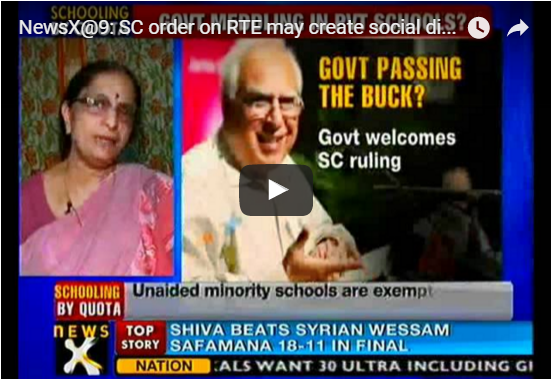 NewsX@9: SC order on RTE may create social di...
SCHOOLING
GOVT MEDDLING IN PVT SCHOOLS?
GOVT PASSING
THE BUCK?
Govt welcomes
SC ruling
SCHOOLING
BY QUOTA
Unaided minority schools are exempt
news
X
TOP
STORY
SHIVA BEATS SYRIAN WESSAM
SAFAMANA 18-11 IN FINAL
NATION
KALS WANT 30 ULTRA INCLUDING GI